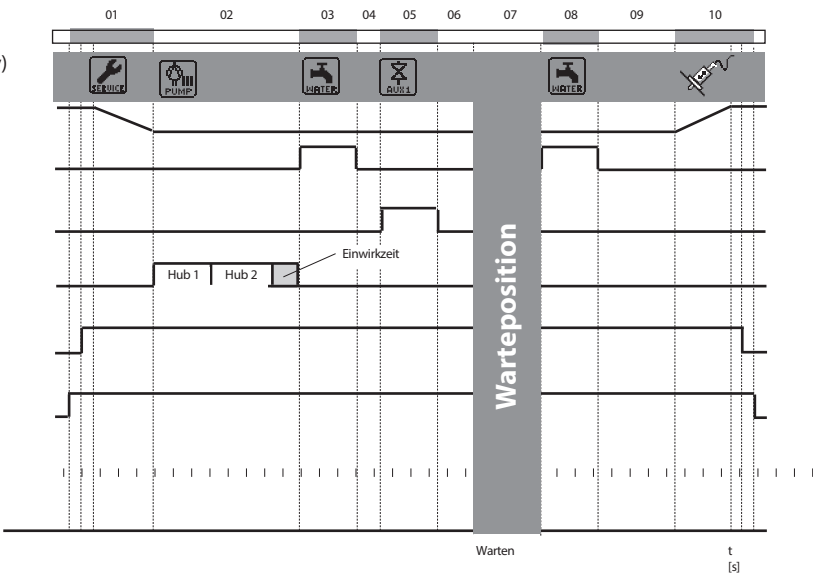 01 02 03 04 05 06 07 08 09 10
)
SERVICE PUMP WATER AUX1 WATER
Einwirkzeit
Hub 1 Hub 2
Warteposition
Warten t
[s]